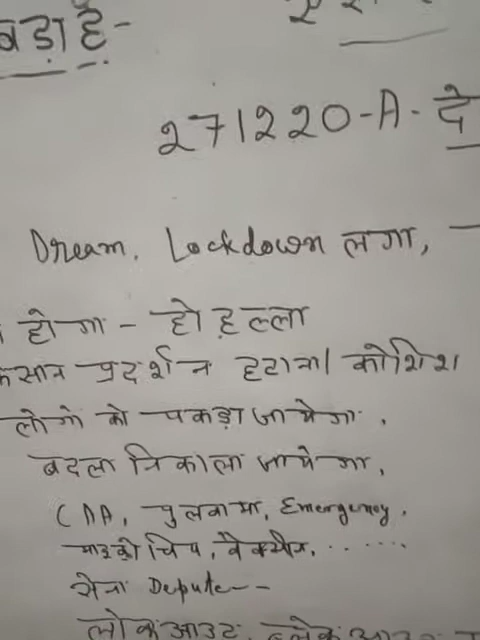 बड़ा है-
271220-A- दे
Dream, Lockdown लगा,
होगा - हो हल्ला
प्रदर्शन हटाना। कोशिश
लोगो को पकड़ा जायेगा,
बदला निकाला जायेगा,
CAA, पुलवामा, Emergency,
माइक्रो चिप, वैक्सीन, ......
सेना Depute--
लोकआउट,